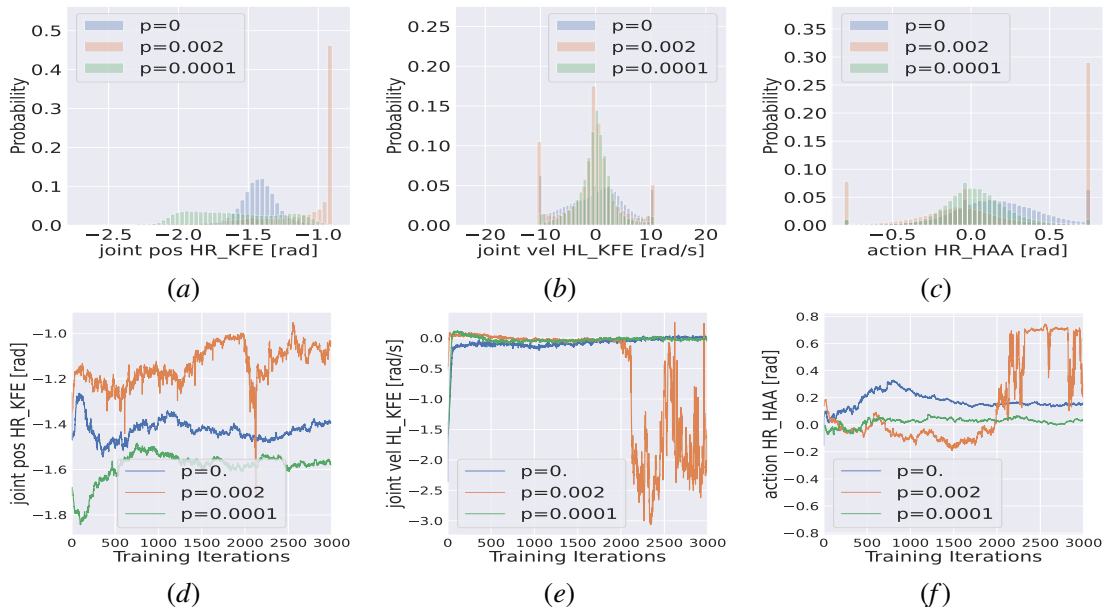 p=0
p=0.002
p=0.0001
Probability
0.5
0.4
0.3
0.2
0.1
0.0
−2.5 −2.0 −1.5 −1.0
joint pos HR_KFE [rad]
(a)
p=0
p=0.002
p=0.0001
Probability
0.25
0.20
0.15
0.10
0.05
0.00
−20 −10 0 10 20
joint vel HL_KFE [rad/s]
(b)
p=0
p=0.002
p=0.0001
Probability
0.35
0.30
0.25
0.20
0.15
0.10
0.05
0.00
−0.5 0.0 0.5
action HR_HAA [rad]
(c)
joint pos HR_KFE [rad]
−1.0
−1.2
−1.4
−1.6
−1.8
p=0.
p=0.002
p=0.0001
0 500 1000 1500 2000 2500 3000
Training Iterations
(d)
joint vel HL_KFE [rad/s]
0.0
−0.5
−1.0
−1.5
−2.0
−2.5
−3.0
p=0.
p=0.002
p=0.0001
0 500 1000 1500 2000 2500 3000
Training Iterations
(e)
action HR_HAA [rad]
0.8
0.6
0.4
0.2
0.0
−0.2
−0.4
−0.6
−0.8
p=0.
p=0.002
p=0.0001
0 500 1000 1500 2000 2500 3000
Training Iterations
(f)